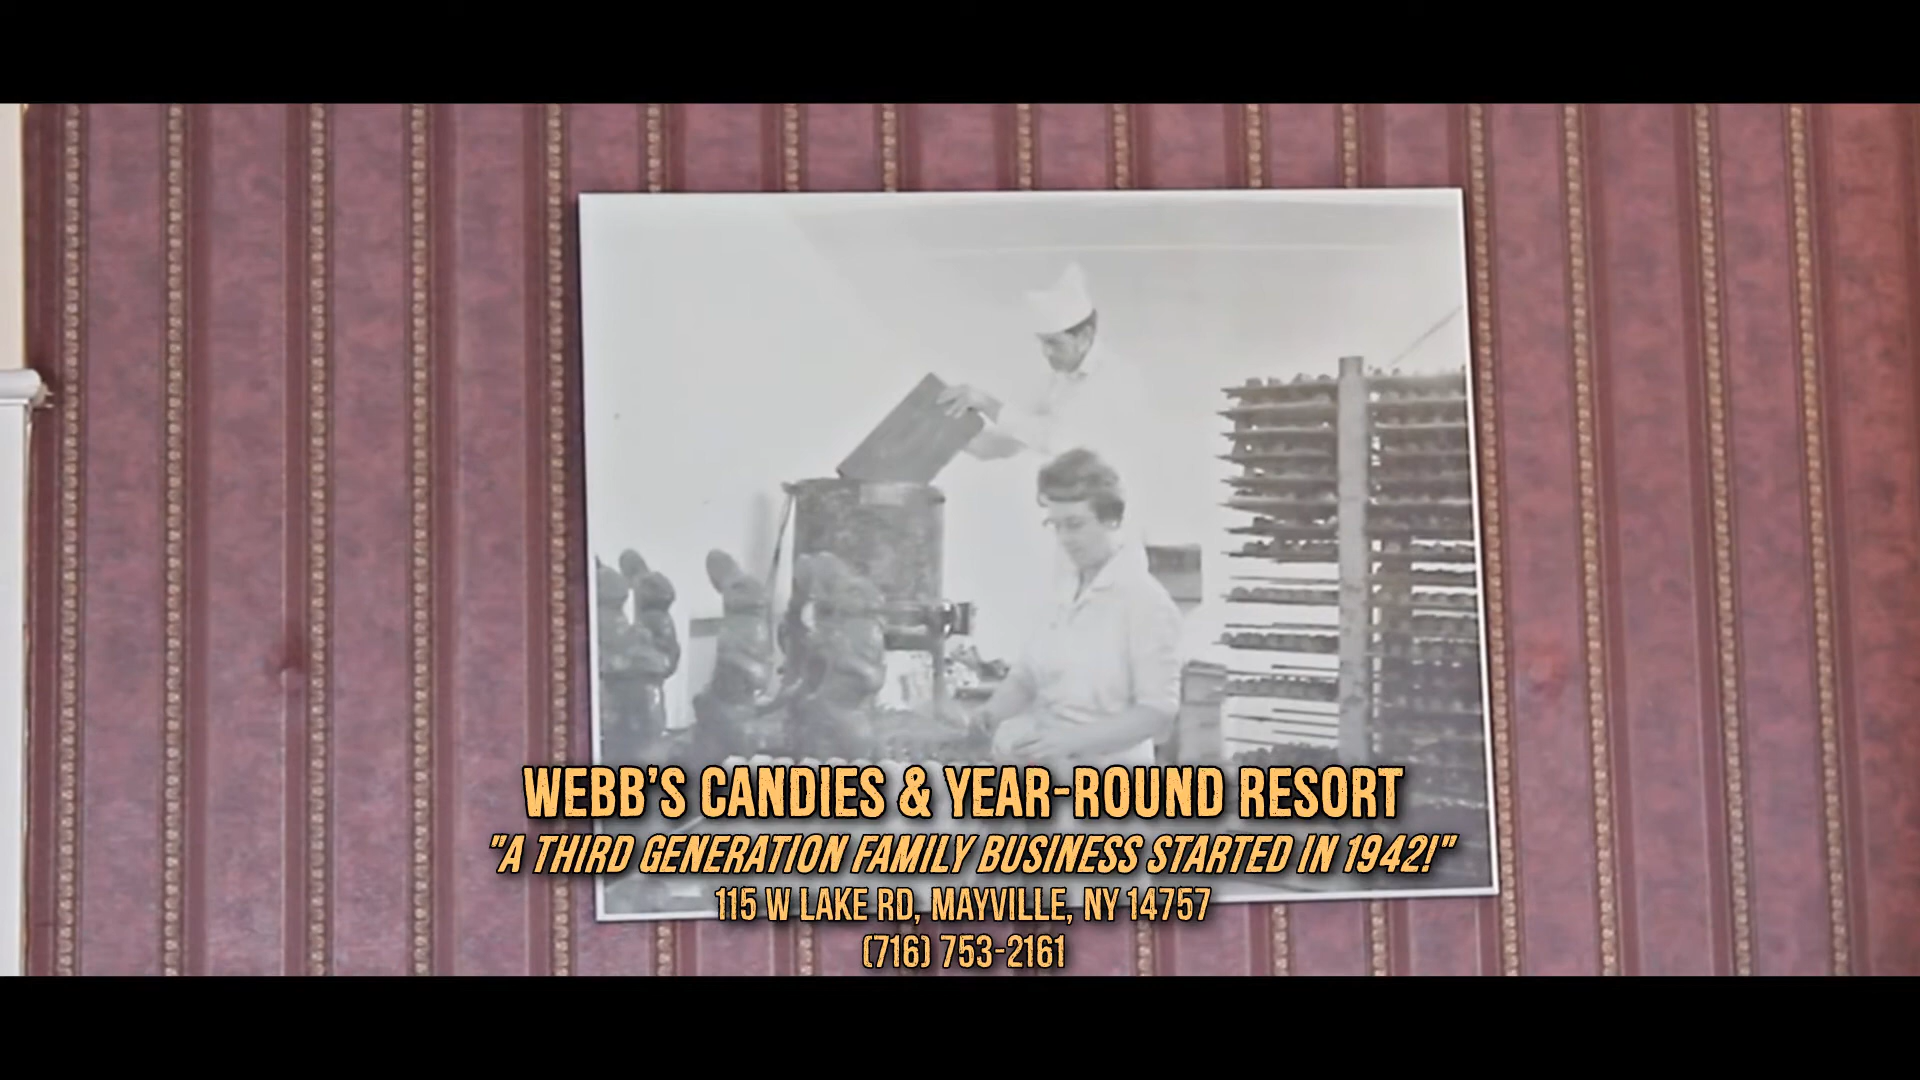 WEBB'S CANDIES & YEAR-ROUND RESORT
"A THIRD GENERATION FAMILY BUSINESS STARTED IN 1942!"
115 W LAKE RD, MAYVILLE, NY 14757
(716) 753-2161